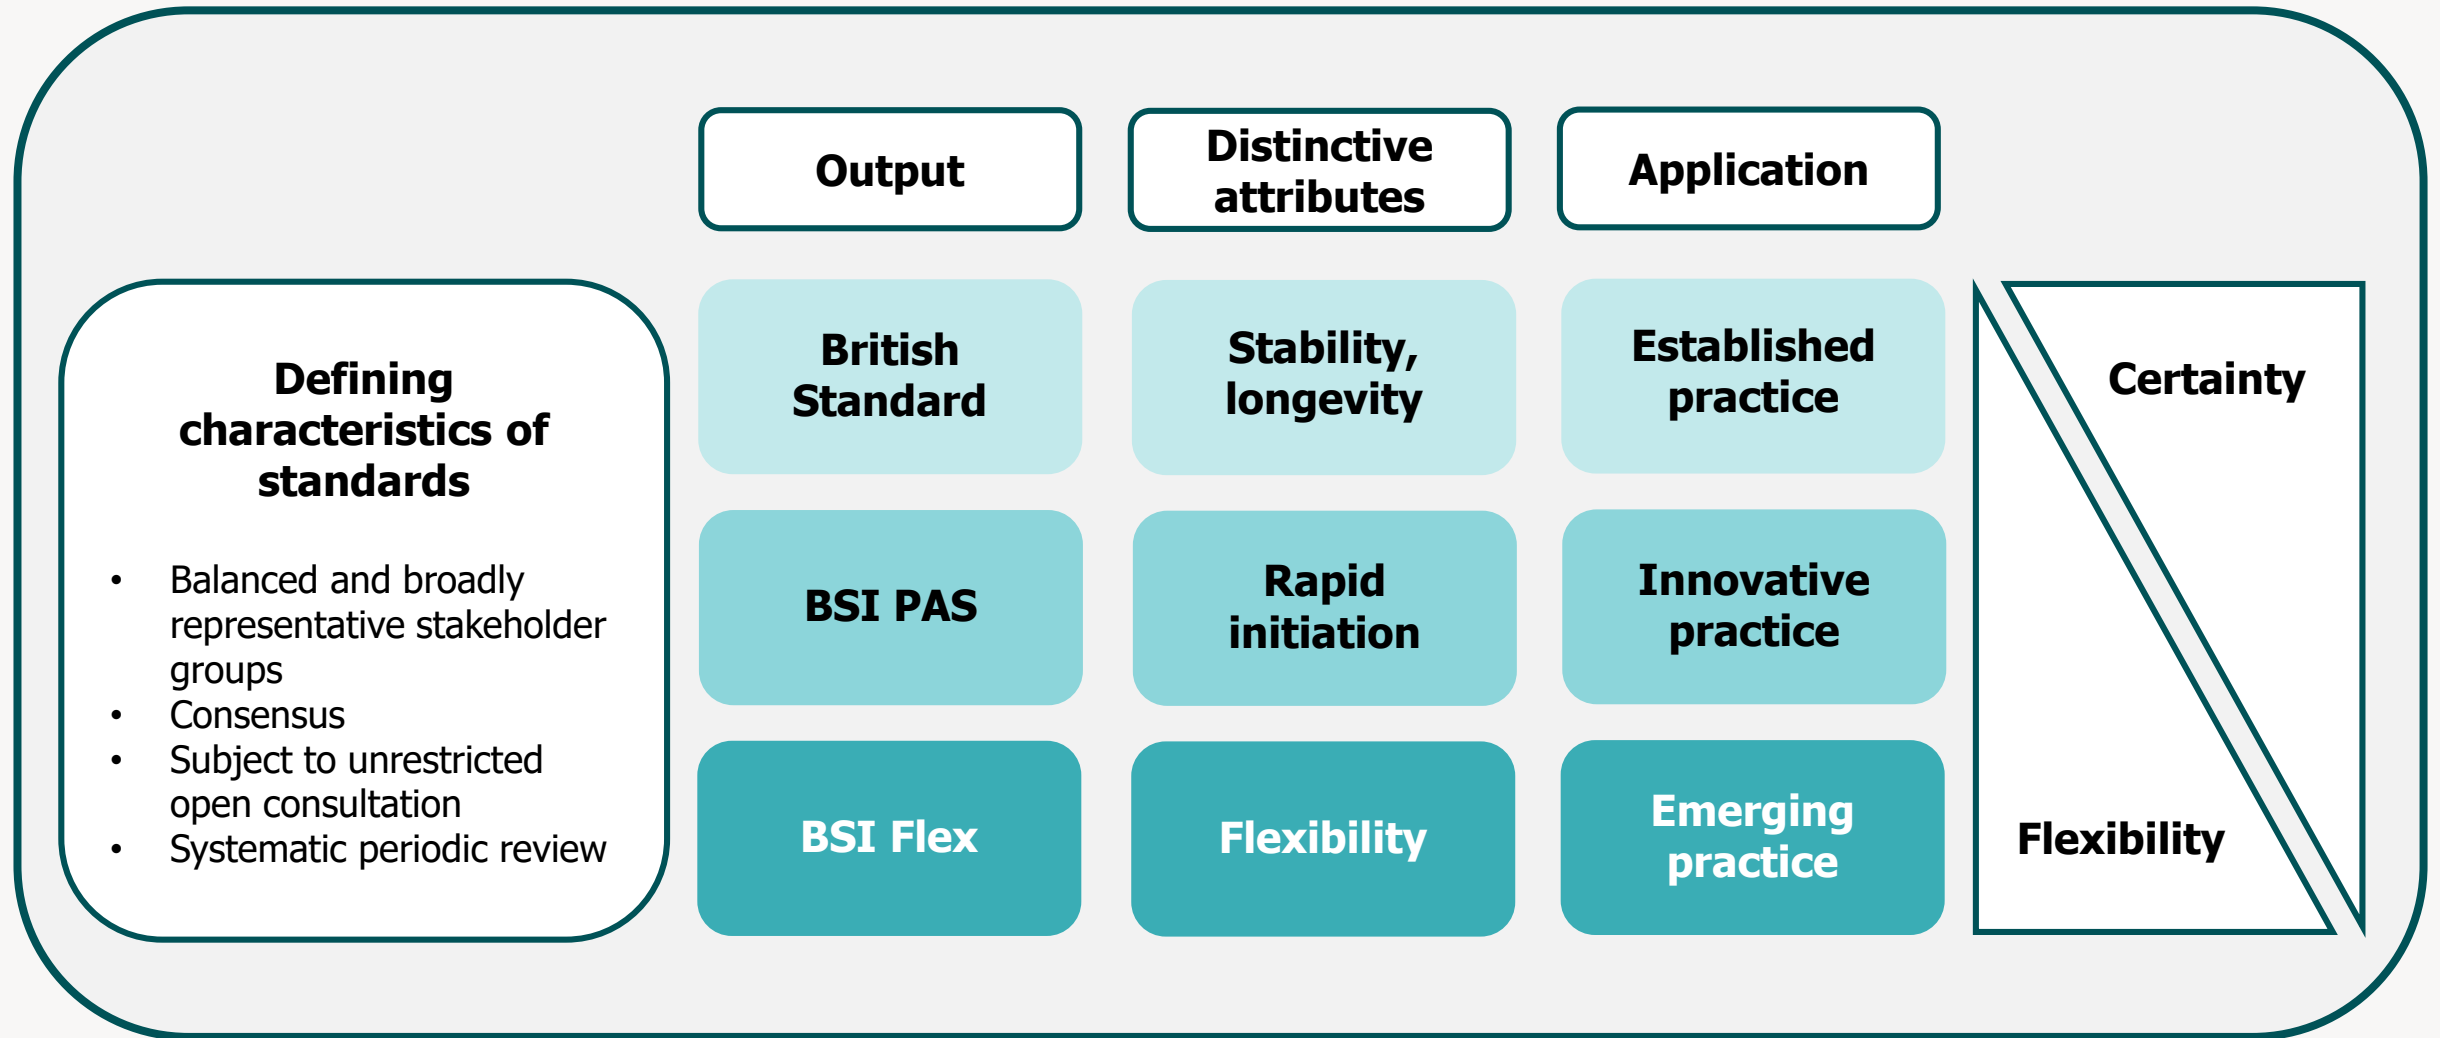 Output
Distinctive
attributes
Application
Defining
characteristics of
standards
• Balanced and broadly
representative stakeholder
groups
• Consensus
• Subject to unrestricted
open consultation
• Systematic periodic review
British
Standard
Stability,
longevity
Established
practice
BSI PAS
Rapid
initiation
Innovative
practice
BSI Flex
Flexibility
Emerging
practice
Certainty
Flexibility